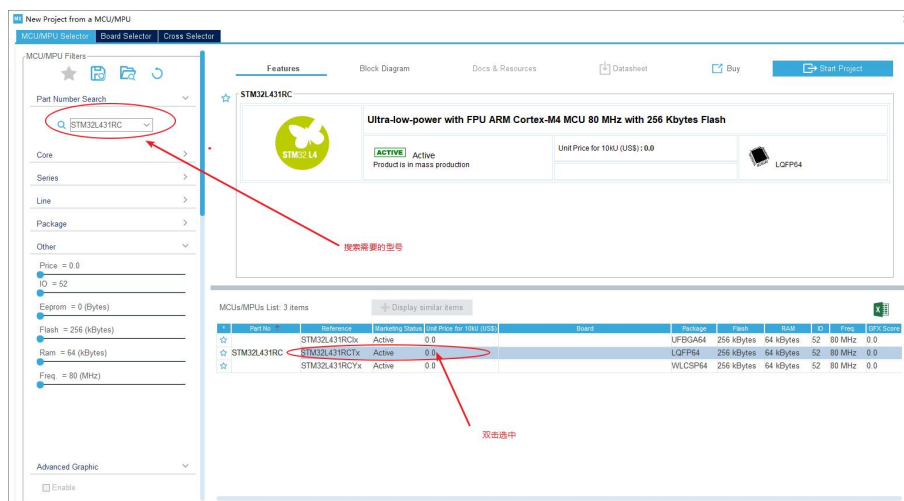 MX New Project from a MCU/MPU
MCU/MPU Selector Board Selector Cross Selector
MCU/MPU Filters
Part Number Search
STM32L431RC
Core
Series
Line
Package
Other
Price = 0.0
IO = 52
Eeprom = 0 (Bytes)
Flash = 256 (kBytes)
Ram = 64 (kBytes)
Freq. = 80 (MHz)
Advanced Graphic
Enable
Features Block Diagram Docs & Resources Datasheet Buy Start Project
STM32L431RC
STM32 L4
Ultra-low-power with FPU ARM Cortex-M4 MCU 80 MHz with 256 Kbytes Flash
ACTIVE Active
Product is in mass production
Unit Price for 10kU (US$) : 0.0
LQFP64
搜索需要的型号
MCUs/MPUs List: 3 items
Display similar items
* Part No Reference Marketing Status Unit Price for 10kU (US$) Board Package Flash RAM IO Freq. GFX Score
STM32L431RCIx Active 0.0 UFBGA64 256 kBytes 64 kBytes 52 80 MHz 0.0
STM32L431RC STM32L431RCTx Active 0.0 LQFP64 256 kBytes 64 kBytes 52 80 MHz 0.0
STM32L431RCYx Active 0.0 WLCSP64 256 kBytes 64 kBytes 52 80 MHz 0.0
双击选中